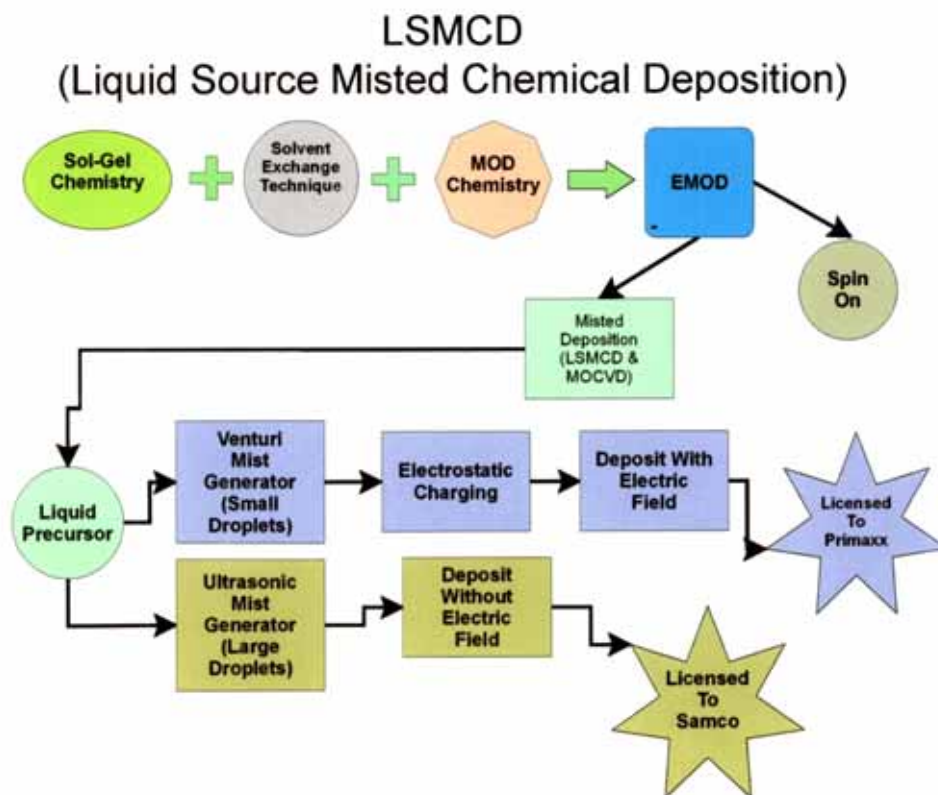 LSMCD
(Liquid Source Misted Chemical Deposition)
Sol-Gel
Chemistry
Solvent
Exchange
Technique
MOD
Chemistry
EMOD
Spin
On
Misted
Deposition
(LSMCD &
MOCVD)
Liquid
Precursor
Venturi
Mist
Generator
(Small
Droplets)
Electrostatic
Charging
Deposit With
Electric
Field
Licensed
To
Primaxx
Ultrasonic
Mist
Generator
(Large
Droplets)
Deposit
Without
Electric
Field
Licensed
To
Samco